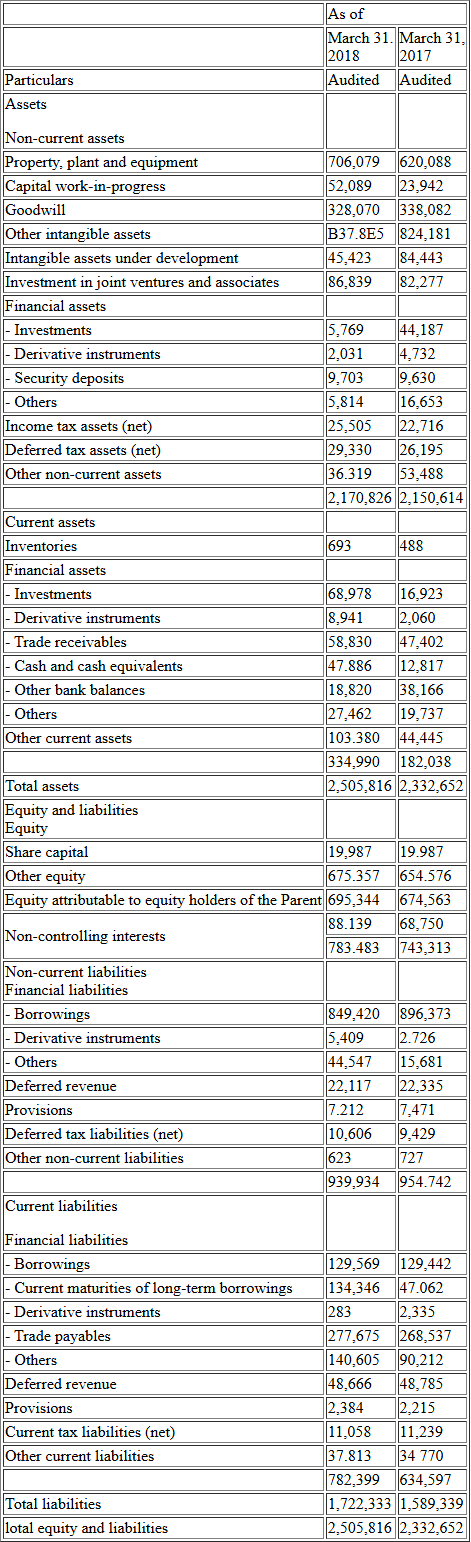 As of
March 31. March 31,
2018 2017
Particulars Audited Audited
Assets
Non-current assets
Property, plant and equipment 706,079 620,088
Capital work-in-progress 52,089 23,942
Goodwill 328,070 338,082
Other intangible assets B37.8E5 824,181
Intangible assets under development 45,423 84,443
Investment in joint ventures and associates 86,839 82,277
Financial assets
- Investments 5,769 44,187
- Derivative instruments 2,031 4,732
- Security deposits 9,703 9,630
- Others 5,814 16,653
Income tax assets (net) 25,505 22,716
Deferred tax assets (net) 29,330 26,195
Other non-current assets 36.319 53,488
2,170,826 2,150,614
Current assets
Inventories 693 488
Financial assets
- Investments 68,978 16,923
- Derivative instruments 8,941 2,060
- Trade receivables 58,830 47,402
- Cash and cash equivalents 47.886 12,817
- Other bank balances 18,820 38,166
- Others 27,462 19,737
Other current assets 103.380 44,445
334,990 182,038
Total assets 2,505,816 2,332,652
Equity and liabilities
Equity
Share capital 19,987 19.987
Other equity 675.357 654.576
Equity attributable to equity holders of the Parent 695,344 674,563
Non-controlling interests 88.139 68,750
783.483 743,313
Non-current liabilities
Financial liabilities
- Borrowings 849,420 896,373
- Derivative instruments 5,409 2.726
- Others 44,547 15,681
Deferred revenue 22,117 22,335
Provisions 7.212 7,471
Deferred tax liabilities (net) 10,606 9,429
Other non-current liabilities 623 727
939,934 954.742
Current liabilities
Financial liabilities
- Borrowings 129,569 129,442
- Current maturities of long-term borrowings 134,346 47.062
- Derivative instruments 283 2,335
- Trade payables 277,675 268,537
- Others 140,605 90,212
Deferred revenue 48,666 48,785
Provisions 2,384 2,215
Current tax liabilities (net) 11,058 11,239
Other current liabilities 37.813 34 770
782,399 634,597
Total liabilities 1,722,333 1,589,339
lotal equity and liabilities 2,505,816 2,332,652